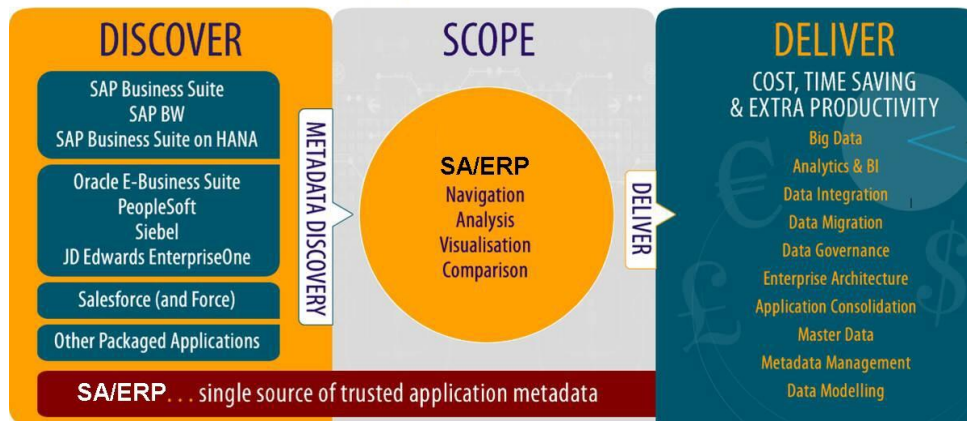 DISCOVER
SAP Business Suite
SAP BW
SAP Business Suite on HANA
Oracle E-Business Suite
PeopleSoft
Siebel
JD Edwards EnterpriseOne
Salesforce (and Force)
Other Packaged Applications
METADATA DISCOVERY
SCOPE
SA/ERP
Navigation
Analysis
Visualisation
Comparison
DELIVER
DELIVER
COST, TIME SAVING
& EXTRA PRODUCTIVITY
Big Data
Analytics & BI
Data Integration
Data Migration
Data Governance
Enterprise Architecture
Application Consolidation
Master Data
Metadata Management
Data Modelling
SA/ERP... single source of trusted application metadata
€
£
$